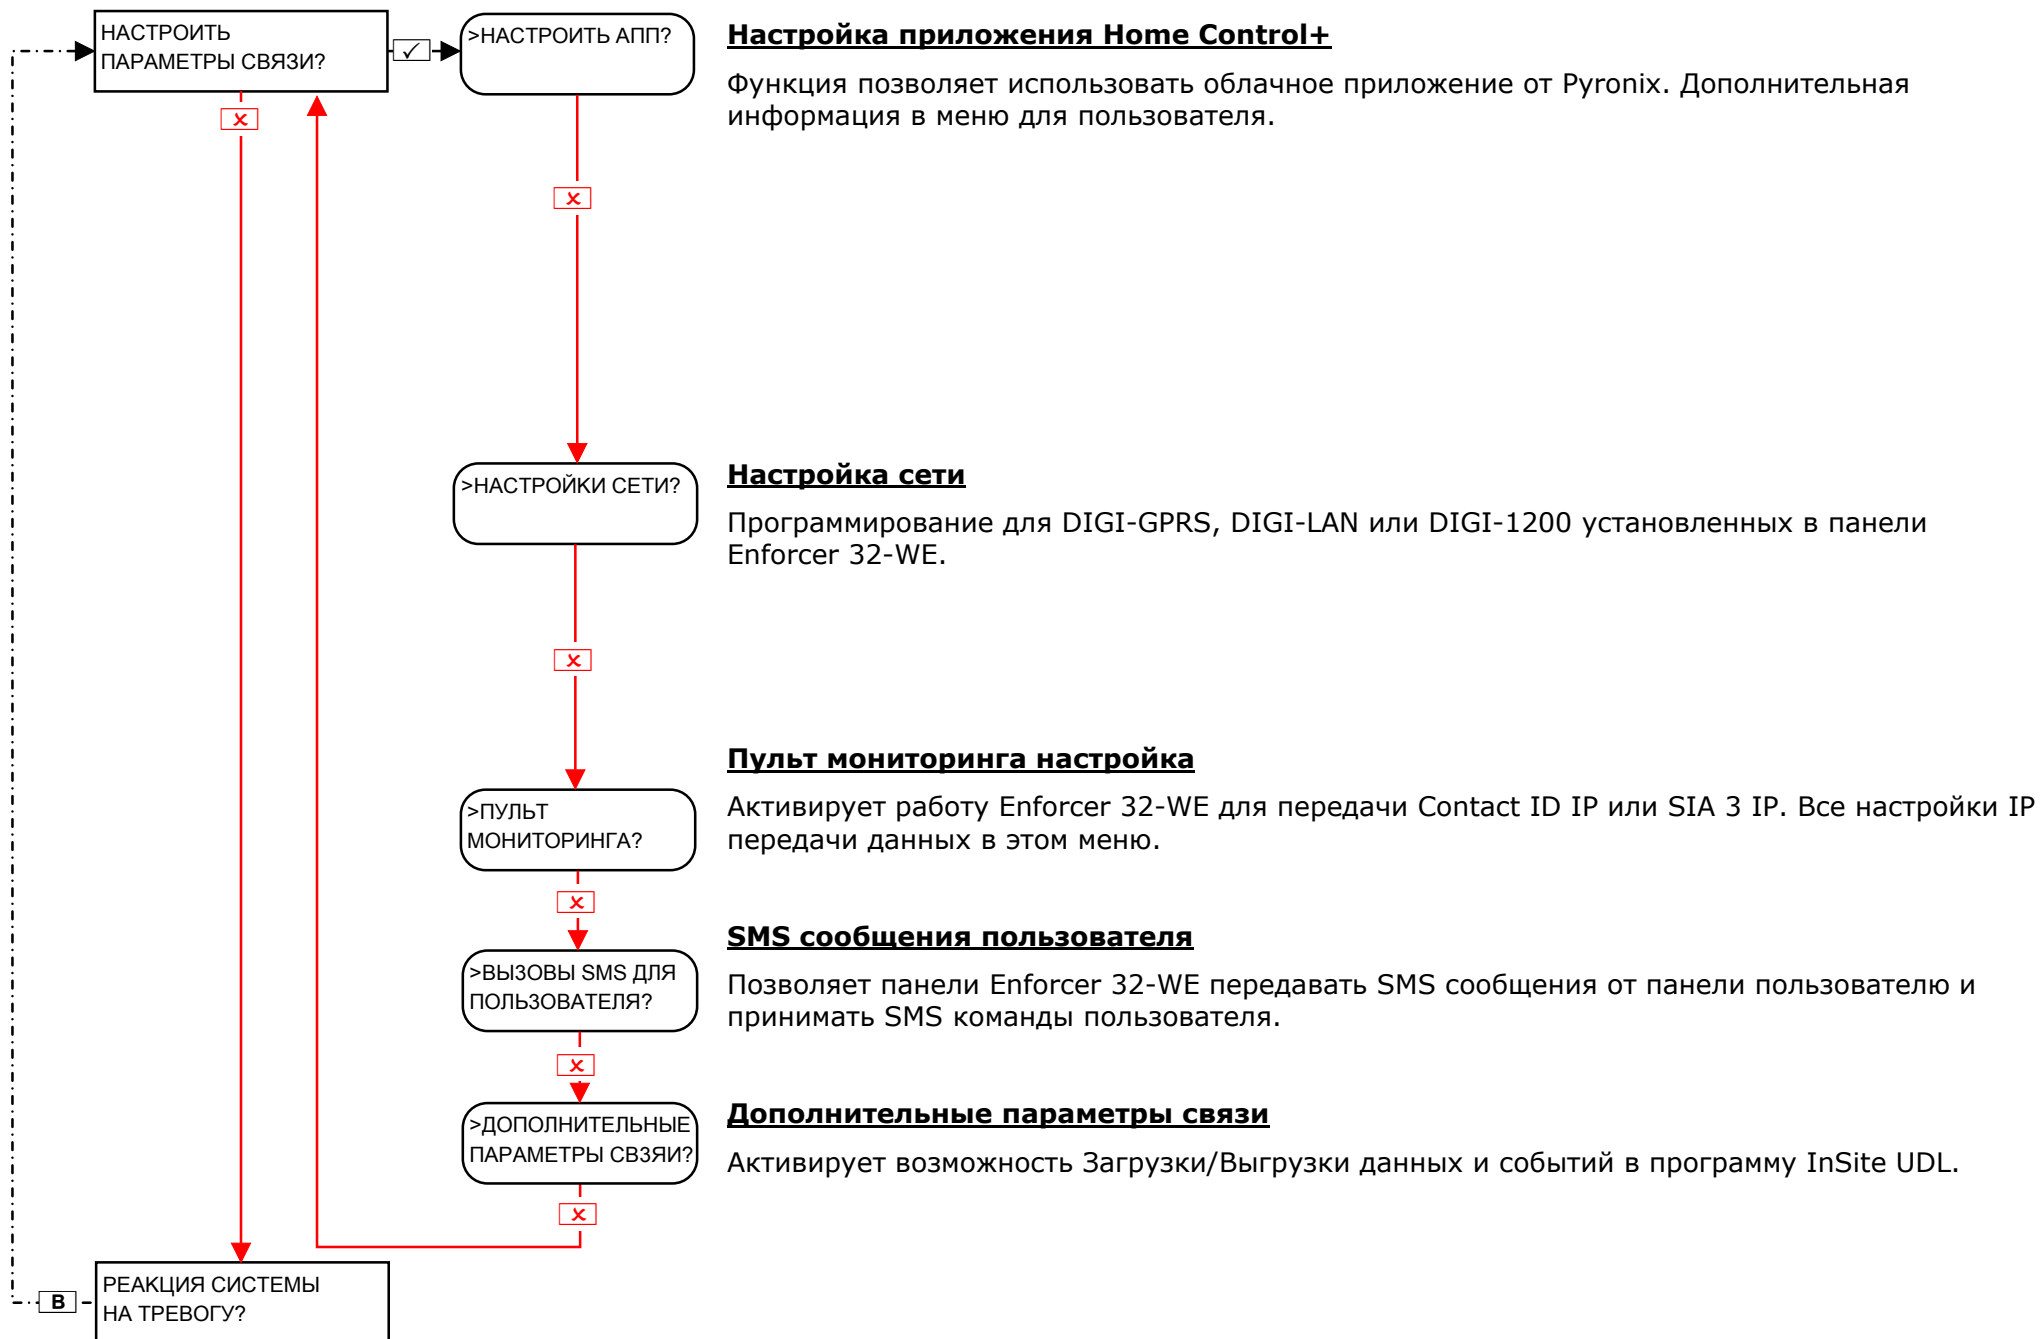 НАСТРОИТЬ
ПАРАМЕТРЫ СВЯЗИ?
>НАСТРОИТЬ АПП?
Настройка приложения Home Control+
Функция позволяет использовать облачное приложение от Pyronix. Дополнительная
информация в меню для пользователя.
>НАСТРОЙКИ СЕТИ?
Настройка сети
Программирование для DIGI-GPRS, DIGI-LAN или DIGI-1200 установленных в панели
Enforcer 32-WE.
Пульт мониторинга настройка
>ПУЛЬТ
МОНИТОРИНГА?
Активирует работу Enforcer 32-WE для передачи Contact ID IP или SIA 3 IP. Все настройки IP
передачи данных в этом меню.
SMS сообщения пользователя
>ВЫЗОВЫ SMS ДЛЯ
ПОЛЬЗОВАТЕЛЯ?
Позволяет панели Enforcer 32-WE передавать SMS сообщения от панели пользователю и
принимать SMS команды пользователя.
Дополнительные параметры связи
>ДОПОЛНИТЕЛЬНЫЕ
ПАРАМЕТРЫ СВЗЯИ?
Активирует возможность Загрузки/Выгрузки данных и событий в программу InSite UDL.
РЕАКЦИЯ СИСТЕМЫ
НА ТРЕВОГУ?
B